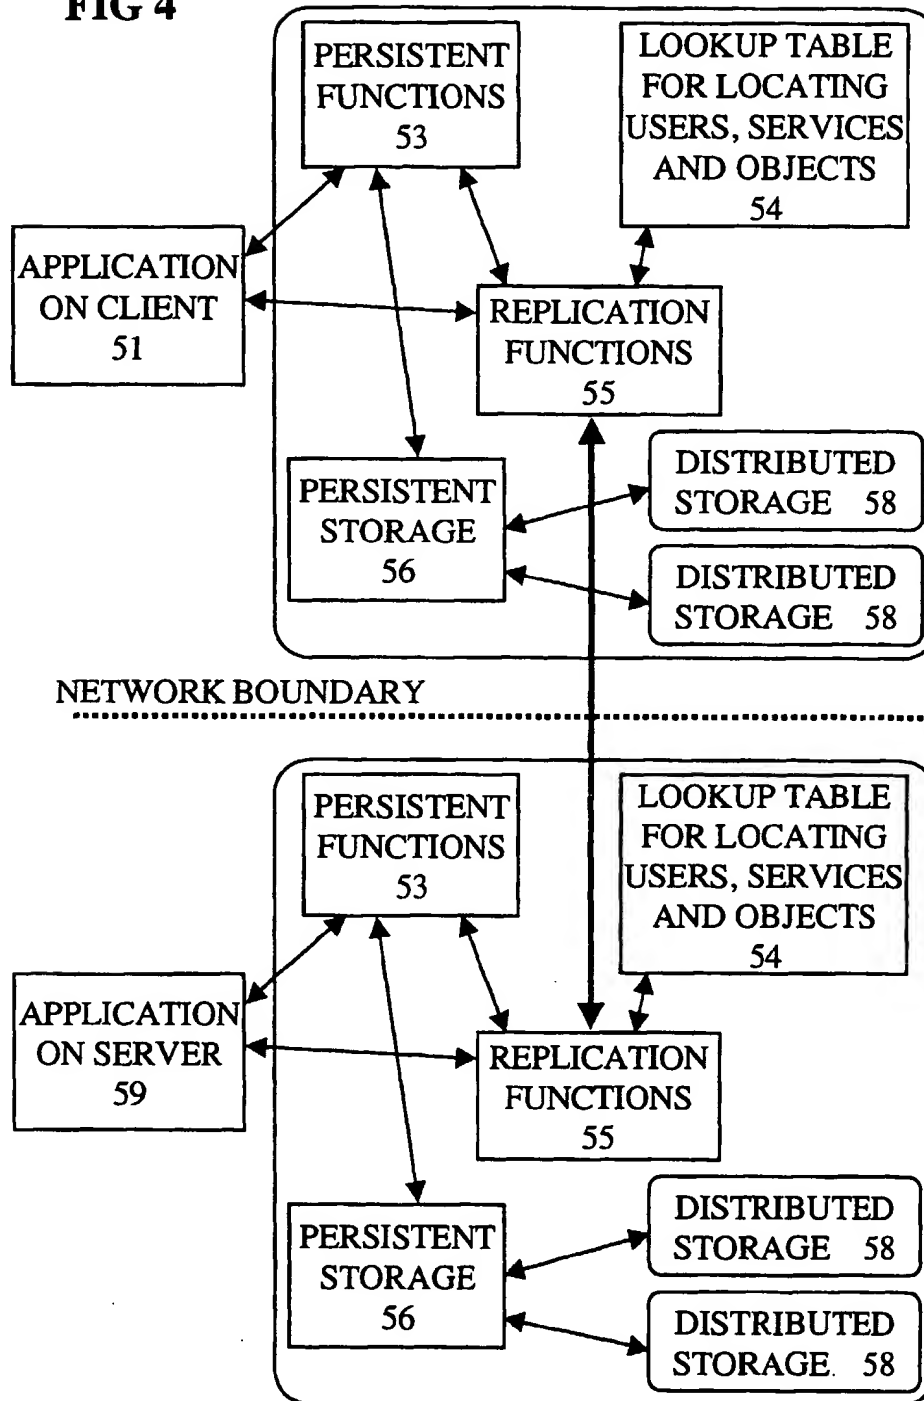 FIG 4
PERSISTENT
FUNCTIONS
53
LOOKUP TABLE
FOR LOCATING
USERS, SERVICES
AND OBJECTS
54
APPLICATION
ON CLIENT
51
REPLICATION
FUNCTIONS
55
PERSISTENT
STORAGE
56
DISTRIBUTED
STORAGE 58
DISTRIBUTED
STORAGE 58
NETWORK BOUNDARY
PERSISTENT
FUNCTIONS
53
LOOKUP TABLE
FOR LOCATING
USERS, SERVICES
AND OBJECTS
54
APPLICATION
ON SERVER
59
REPLICATION
FUNCTIONS
55
PERSISTENT
STORAGE
56
DISTRIBUTED
STORAGE 58
DISTRIBUTED
STORAGE. 58